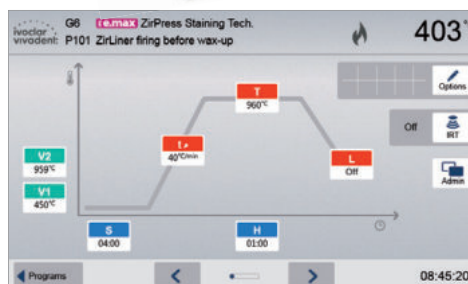 ivoclar
vivadent:
G6 IPS e.max ZirPress Staining Tech.
P101 ZirLiner firing before wax-up
403°
Options
Off
IRT
Admin
T
960°C
t↗
40°C/min
L
Off
V2
959°C
V1
450°C
S
04:00
H
01:00
Programs
08:45:20